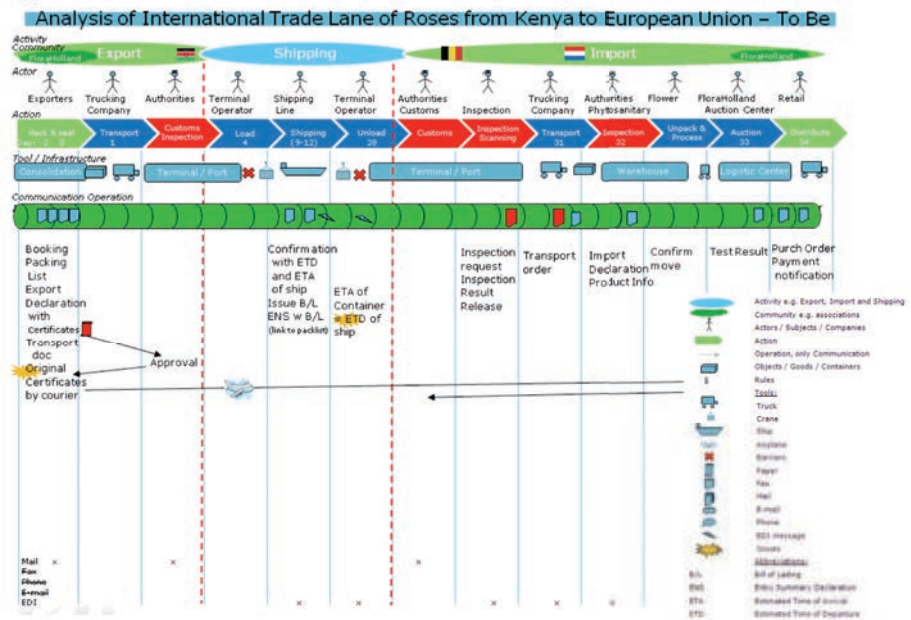 Analysis of International Trade Lane of Roses from Kenya to European Union – To Be
Activity
Community
FloraHolland
Export
Shipping
Import
FloraHolland
Actor
Exporters
Trucking
Company
Authorities
Terminal
Operator
Shipping
Line
Terminal
Operator
Authorities
Customs
Inspection
Trucking
Company
Authorities
Phytosanitary
Flower
FloraHolland
Auction Center
Retail
Action
Pack & seal
Transport
1
Customs
Inspection
Load
4
Shipping
(9-12)
Unload
28
Customs
Inspection
Scanning
Transport
31
Inspection
32
Unpack &
Process
Auction
33
Distribute
34
Tool / Infrastructure
Consolidation
Terminal / Port
Terminal / Port
Warehouse
Logistic Center
Communication Operation
Booking
Packing
List
Export
Declaration
with
Certificates
Transport
doc
Original
Certificates
by courier
Approval
Confirmation
with ETD
and ETA
of ship
Issue B/L
ENS w B/L
(link to packlist)
ETA of
Container
= ETD of
ship
Inspection
request
Inspection
Result
Release
Transport
order
Import
Declaration
Product Info
Confirm
move
Test Result
Purch Order
Payment
notification
Activity e.g. Export, Import and Shipping
Community e.g. associations
Actors / Subjects / Companies
Action
Operation, only Communication
Objects / Goods / Containers
Rules
Tools:
Truck
Crane
Ship
Airplane
Barriers
Paper
Fax
Mail
E-mail
Phone
EDI message
Abbreviations:
B/L Bill of Lading
ENS Entry Summary Declaration
ETA Estimated Time of Arrival
ETD Estimated Time of Departure
Mail × × ×
Fax
Phone
E-mail
EDI × × × × ×